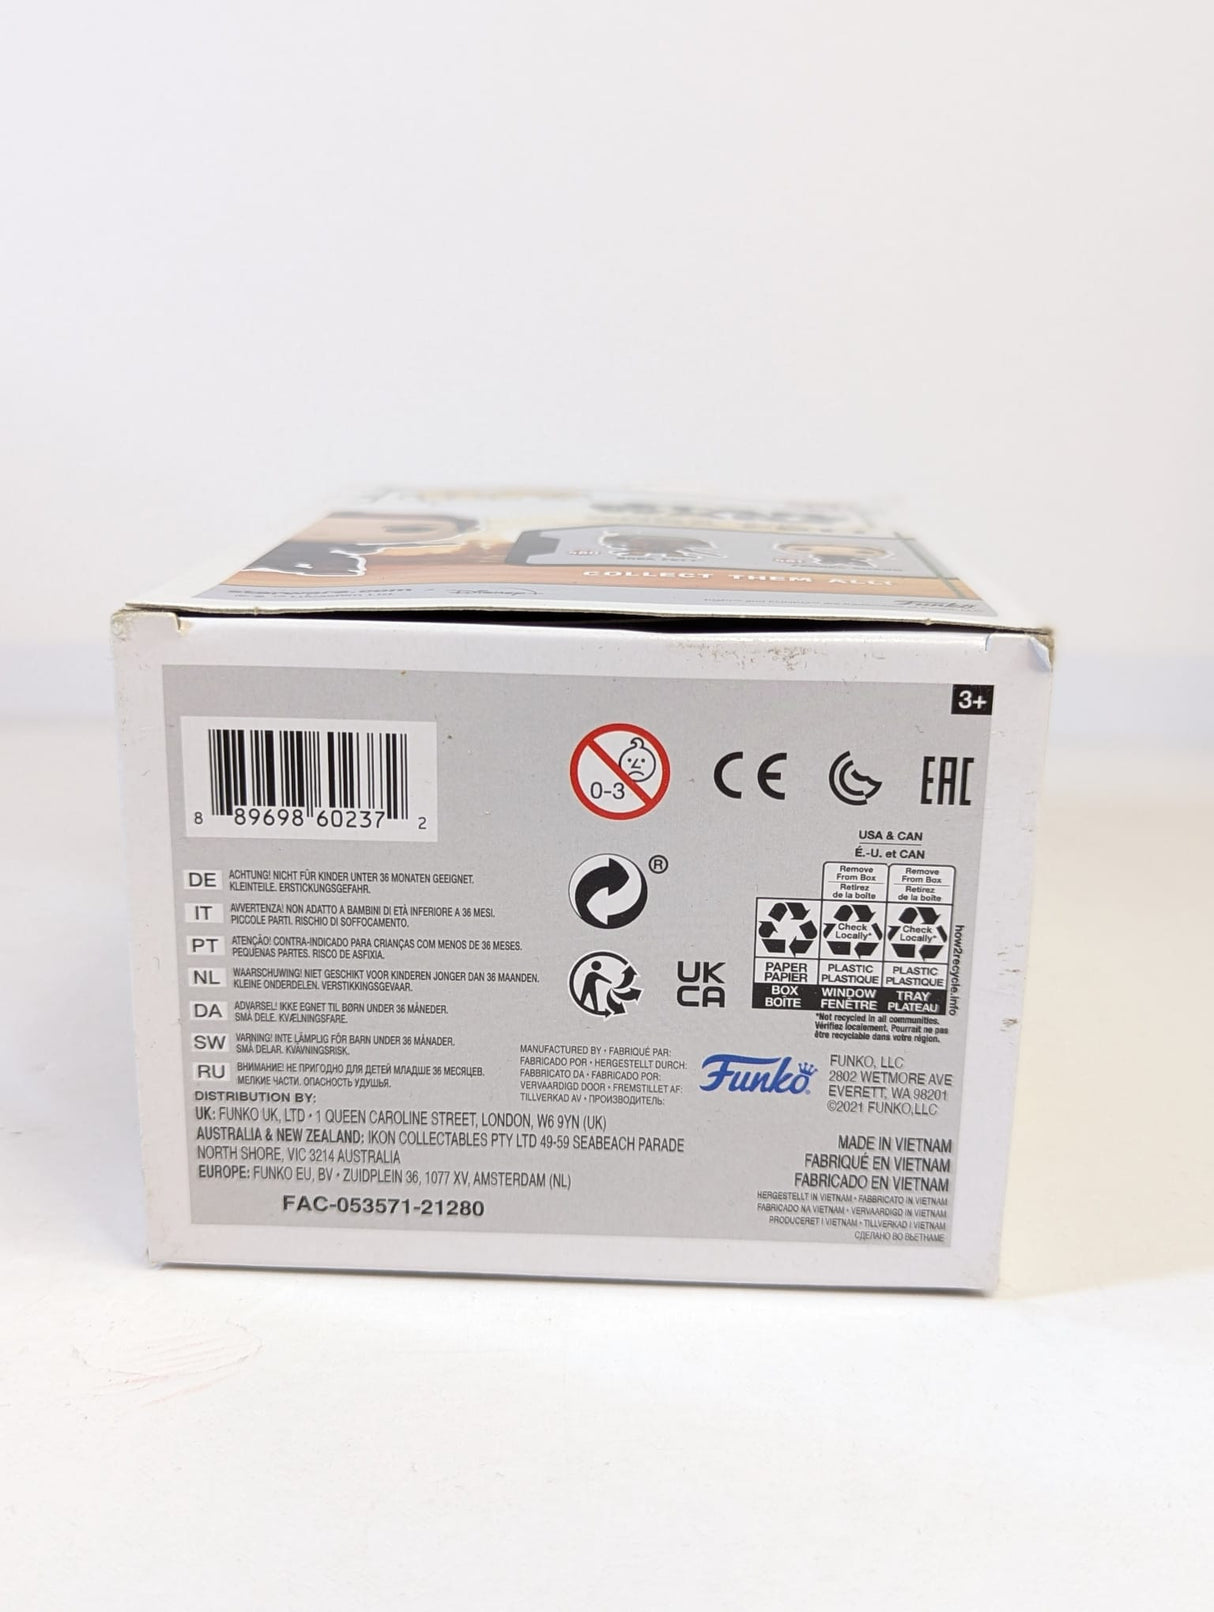 COLLECT THEM ALL!
starwars.com
Disney
Funko
3+
8 89698 60237 2
0-3
CE
EAC
USA & CAN
É.-U. et CAN
®
Remove
From Box
Retirez
de la boîte
Remove
From Box
Retirez
de la boîte
Check
Locally*
Check
Locally*
PAPER
PAPIER
PLASTIC
PLASTIQUE
PLASTIC
PLASTIQUE
BOX
BOÎTE
WINDOW
FENÊTRE
TRAY
PLATEAU
how2recycle.info
*Not recycled in all communities.
Vérifiez localement. Pourrait ne pas
être recyclable dans votre région.
UK
CA
DE ACHTUNG! NICHT FÜR KINDER UNTER 36 MONATEN GEEIGNET.
KLEINTEILE. ERSTICKUNGSGEFAHR.
IT AVVERTENZA! NON ADATTO A BAMBINI DI ETÀ INFERIORE A 36 MESI.
PICCOLE PARTI. RISCHIO DI SOFFOCAMENTO.
PT ATENÇÃO! CONTRA-INDICADO PARA CRIANÇAS COM MENOS DE 36 MESES.
PEQUENAS PARTES. RISCO DE ASFIXIA.
NL WAARSCHUWING! NIET GESCHIKT VOOR KINDEREN JONGER DAN 36 MAANDEN.
KLEINE ONDERDELEN. VERSTIKKINGSGEVAAR.
DA ADVARSEL! IKKE EGNET TIL BØRN UNDER 36 MÅNEDER.
SMÅ DELE. KVÆLNINGSFARE.
SW VARNING! INTE LÄMPLIG FÖR BARN UNDER 36 MÅNADER.
SMÅ DELAR. KVÄVNINGSRISK.
RU ВНИМАНИЕ! НЕ ПРИГОДНО ДЛЯ ДЕТЕЙ МЛАДШЕ 36 МЕСЯЦЕВ.
МЕЛКИЕ ЧАСТИ. ОПАСНОСТЬ УДУШЬЯ.
MANUFACTURED BY • FABRIQUÉ PAR:
FABRICADO POR • HERGESTELLT DURCH:
FABBRICATO DA • FABRICADO POR:
VERVAARDIGD DOOR • FREMSTILLET AF:
TILLVERKAD AV • ПРОИЗВОДИТЕЛЬ:
Funko
FUNKO, LLC
2802 WETMORE AVE
EVERETT, WA 98201
©2021 FUNKO,LLC
DISTRIBUTION BY:
UK: FUNKO UK, LTD • 1 QUEEN CAROLINE STREET, LONDON, W6 9YN (UK)
AUSTRALIA & NEW ZEALAND: IKON COLLECTABLES PTY LTD 49-59 SEABEACH PARADE
NORTH SHORE, VIC 3214 AUSTRALIA
EUROPE: FUNKO EU, BV • ZUIDPLEIN 36, 1077 XV, AMSTERDAM (NL)
FAC-053571-21280
MADE IN VIETNAM
FABRIQUÉ EN VIETNAM
FABRICADO EN VIETNAM
HERGESTELLT IN VIETNAM • FABBRICATO IN VIETNAM
FABRICADO NA VIETNAM • VERVAARDIGD IN VIETNAM
PRODUCERET I VIETNAM • TILLVERKAD I VIETNAM
СДЕЛАНО ВО ВЬЕТНАМЕ